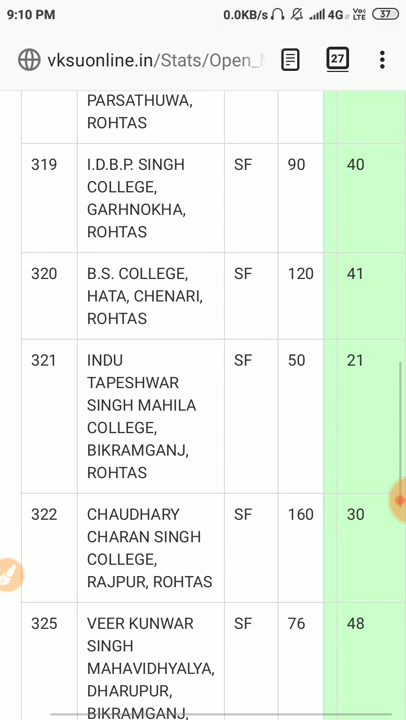 9:10 PM 0.0KB/s 4G Vo LTE 37
vksuonline.in/Stats/Open_ 27
PARSATHUWA,
ROHTAS
319 I.D.B.P. SINGH SF 90 40
COLLEGE,
GARHNOKHA,
ROHTAS
320 B.S. COLLEGE, SF 120 41
HATA, CHENARI,
ROHTAS
321 INDU SF 50 21
TAPESHWAR
SINGH MAHILA
COLLEGE,
BIKRAMGANJ,
ROHTAS
322 CHAUDHARY SF 160 30
CHARAN SINGH
COLLEGE,
RAJPUR, ROHTAS
325 VEER KUNWAR SF 76 48
SINGH
MAHAVIDHYALYA,
DHARUPUR,
BIKRAMGANJ,